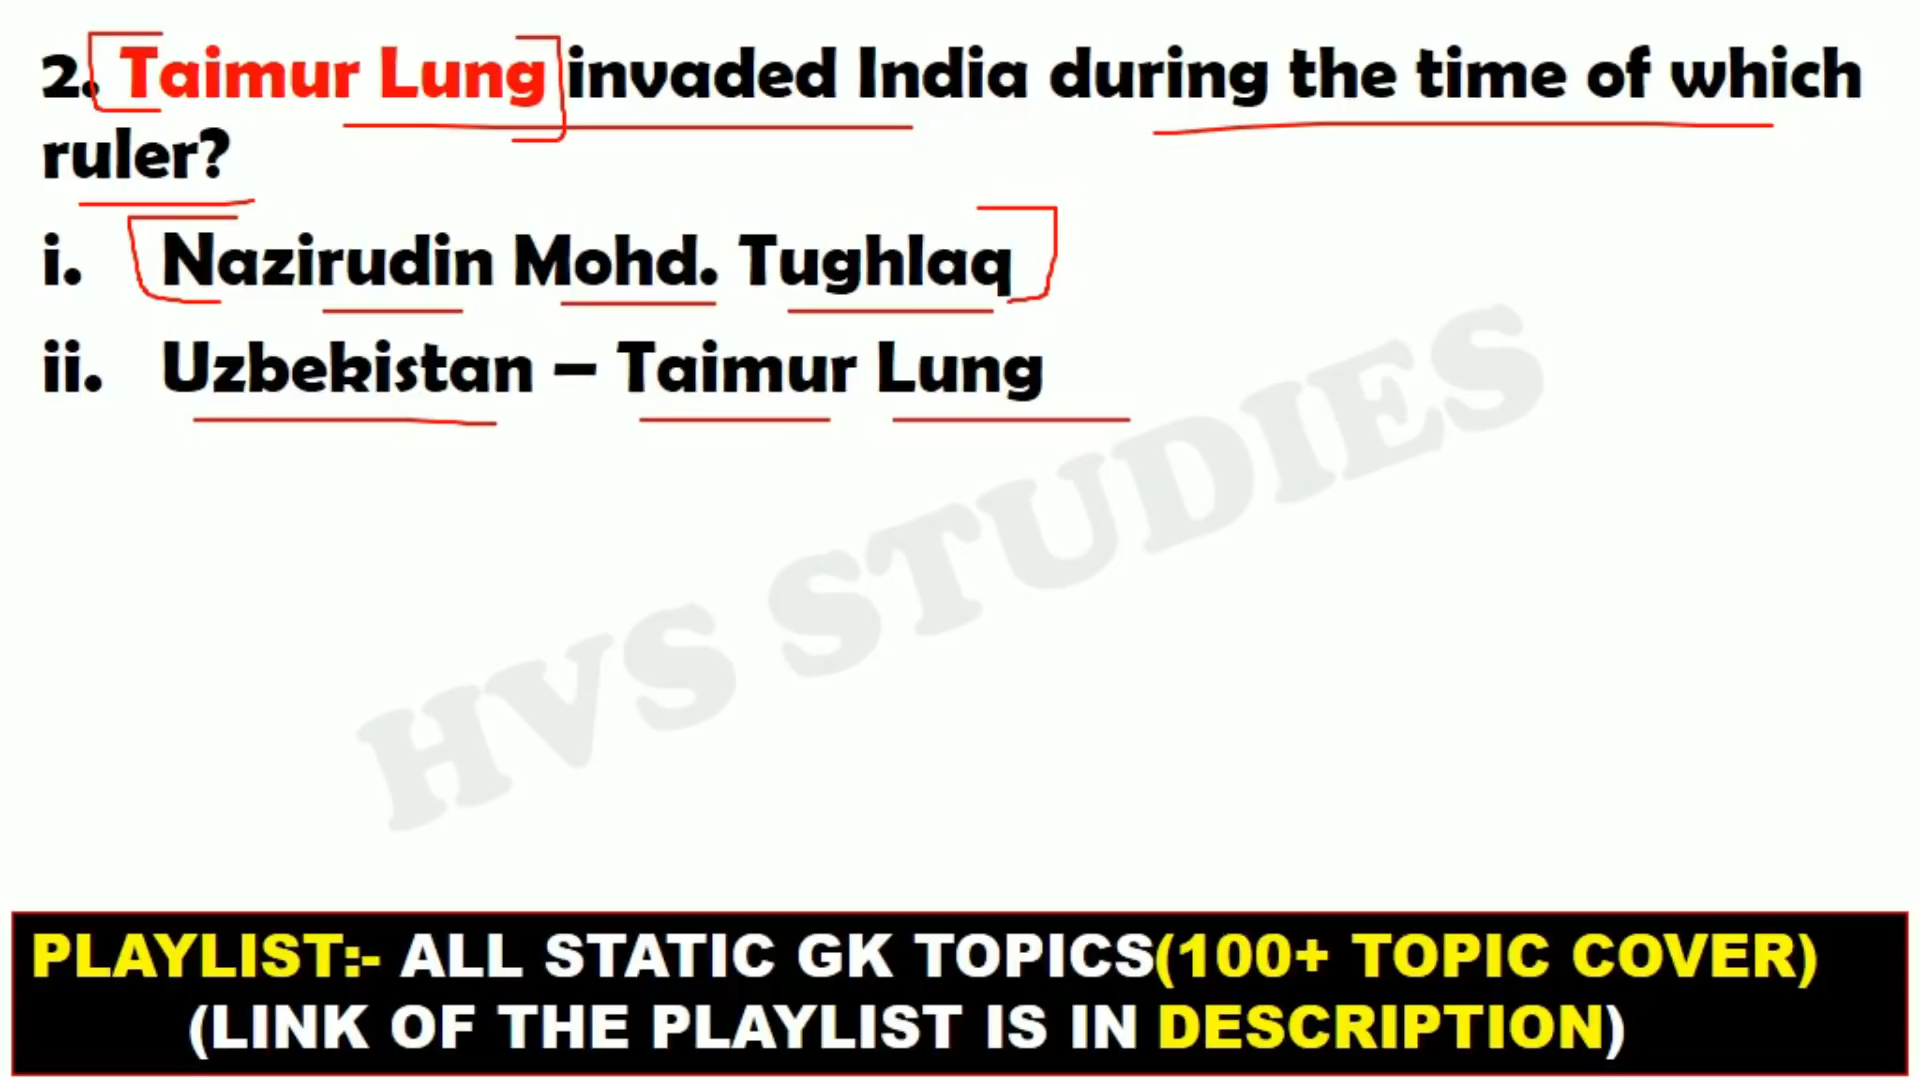 2. Taimur Lung invaded India during the time of which
ruler?
i. Nazirudin Mohd. Tughlaq
ii. Uzbekistan – Taimur Lung
HVS STUDIES
PLAYLIST:- ALL STATIC GK TOPICS(100+ TOPIC COVER)
(LINK OF THE PLAYLIST IS IN DESCRIPTION)